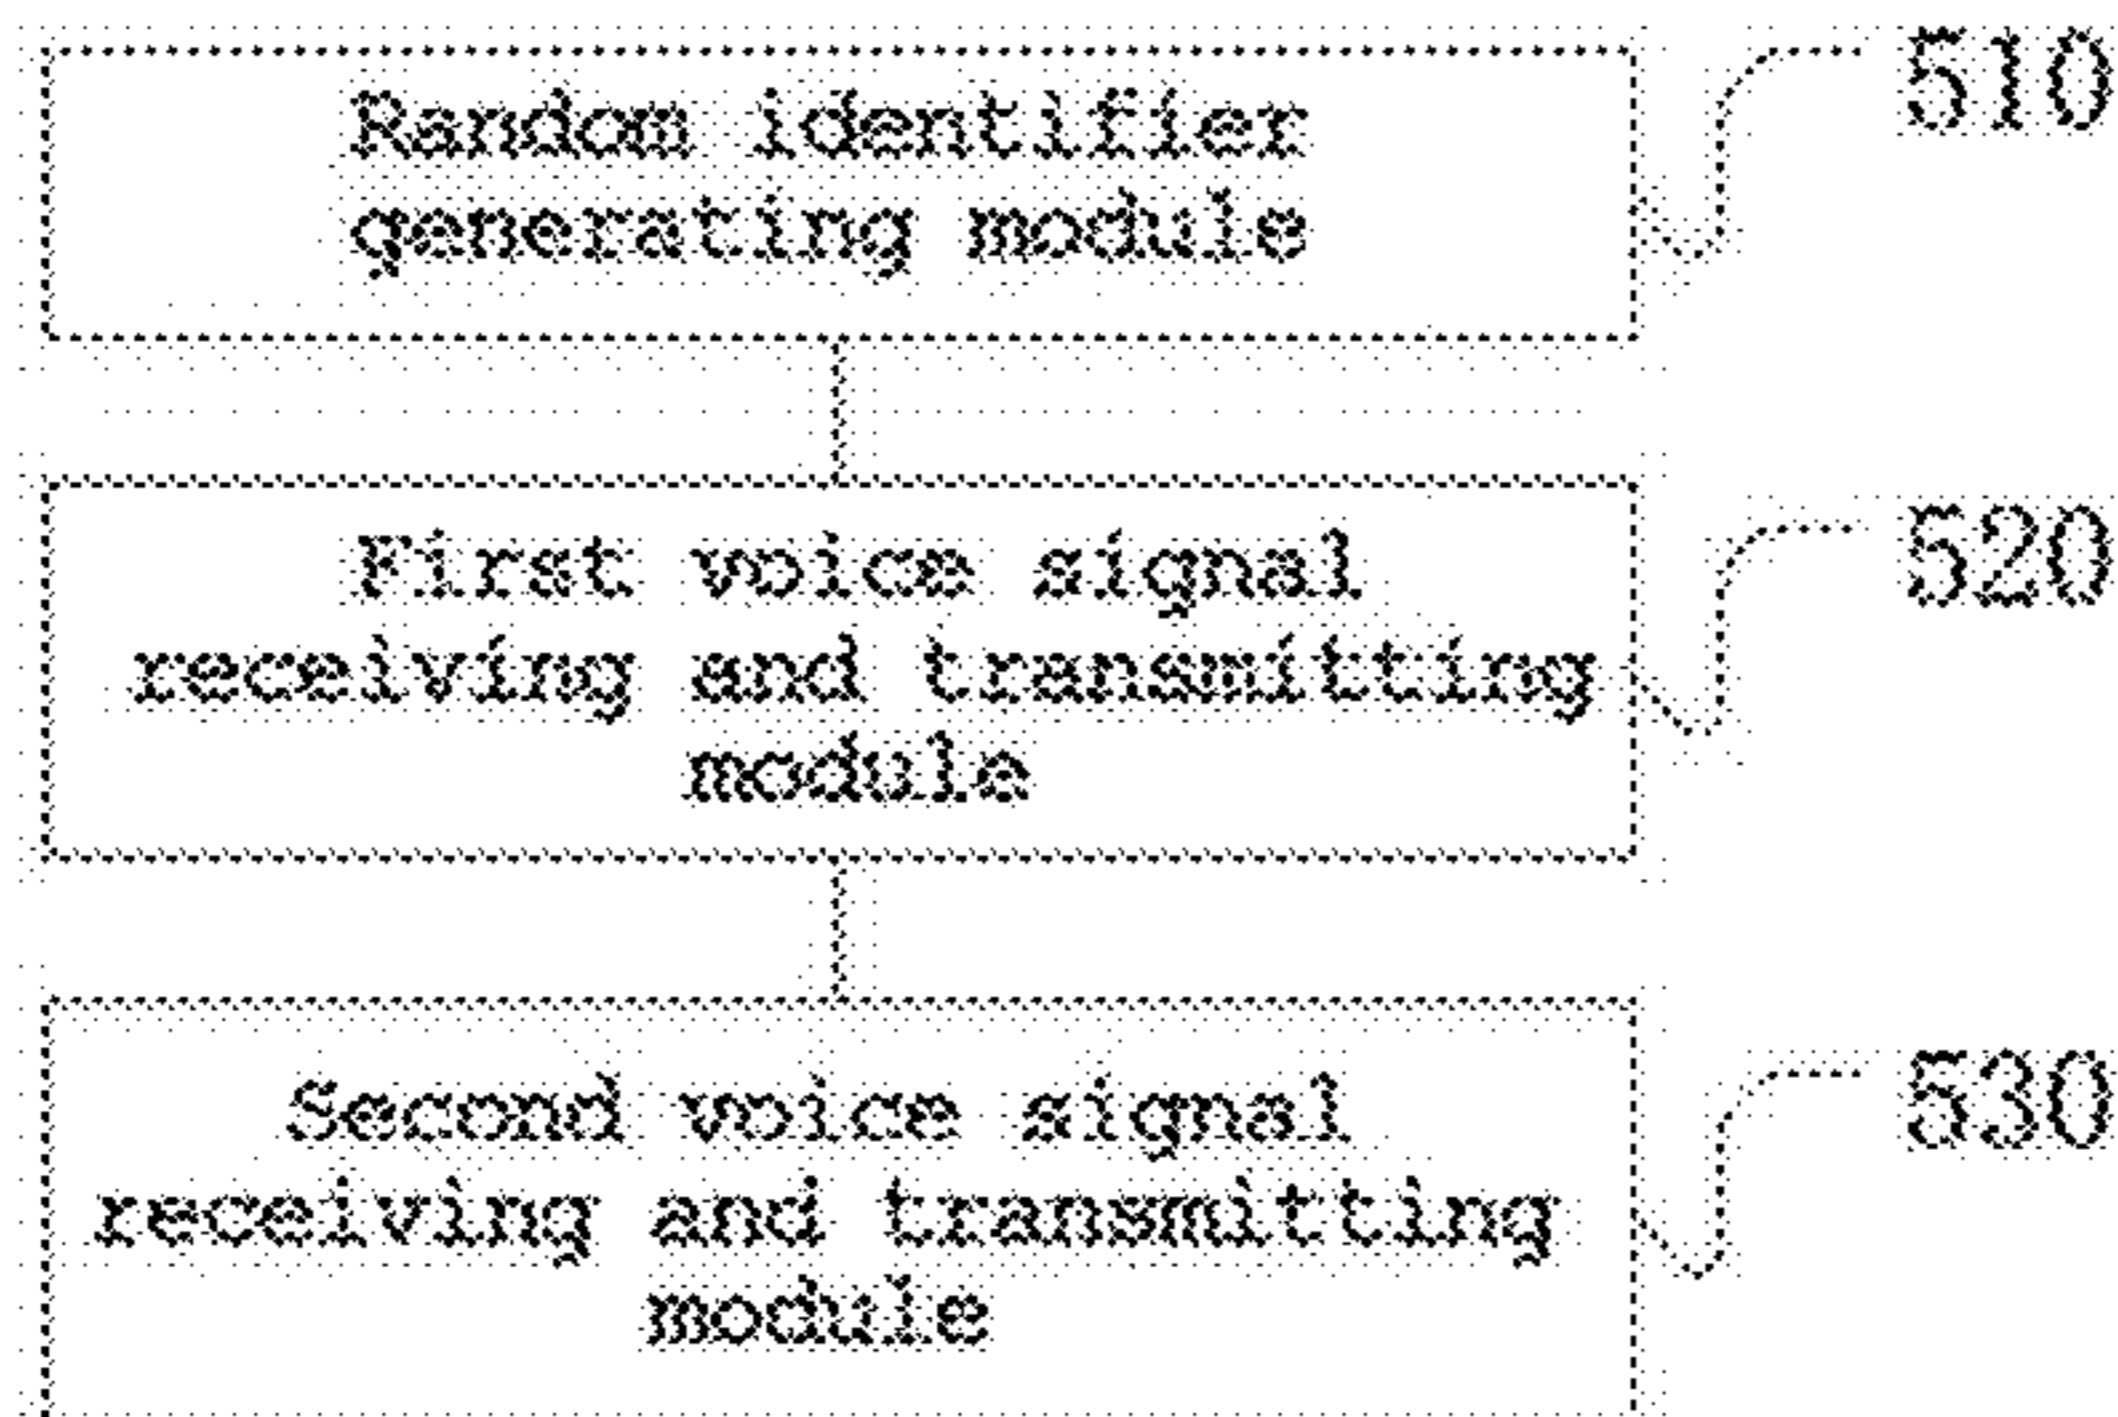 Random identifier
generating module
510
First voice signal
receiving and transmitting
module
520
Second voice signal
receiving and transmitting
module
530